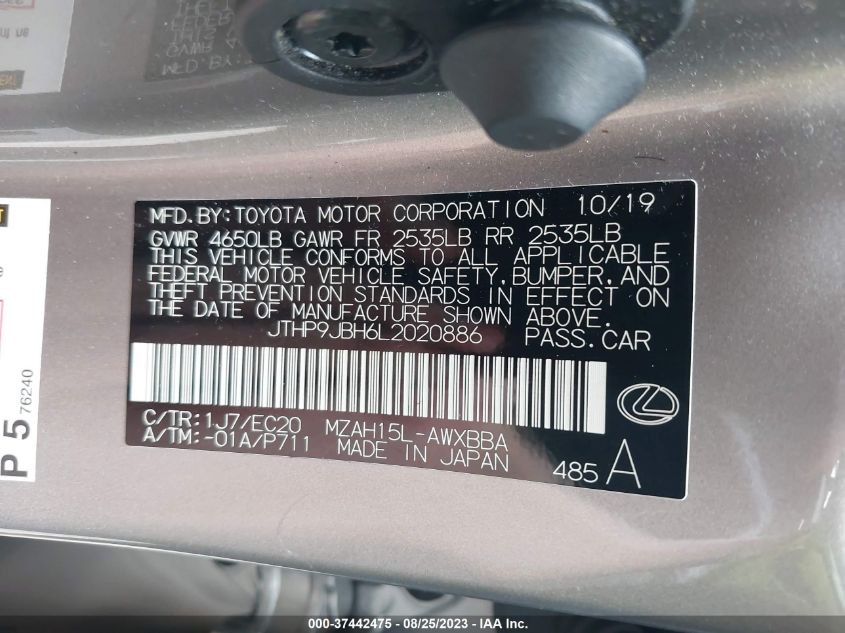 MFD.BY:TOYOTA MOTOR CORPORATION 10/19
GVWR 4650LB GAWR FR 2535LB RR 2535LB
THIS VEHICLE CONFORMS TO ALL APPLICABLE
FEDERAL MOTOR VEHICLE SAFETY,BUMPER,AND
THEFT PREVENTION STANDARDS IN EFFECT ON
THE DATE OF MANUFACTURE SHOWN ABOVE.
JTHP9JBH6L2020886 PASS.CAR
C/TR:1J7/EC20 MZAH15L-AWXBBA
A/TM:-01A/P711 MADE IN JAPAN
485 A
P 5 76240
000-37442475 - 08/25/2023 - IAA Inc.